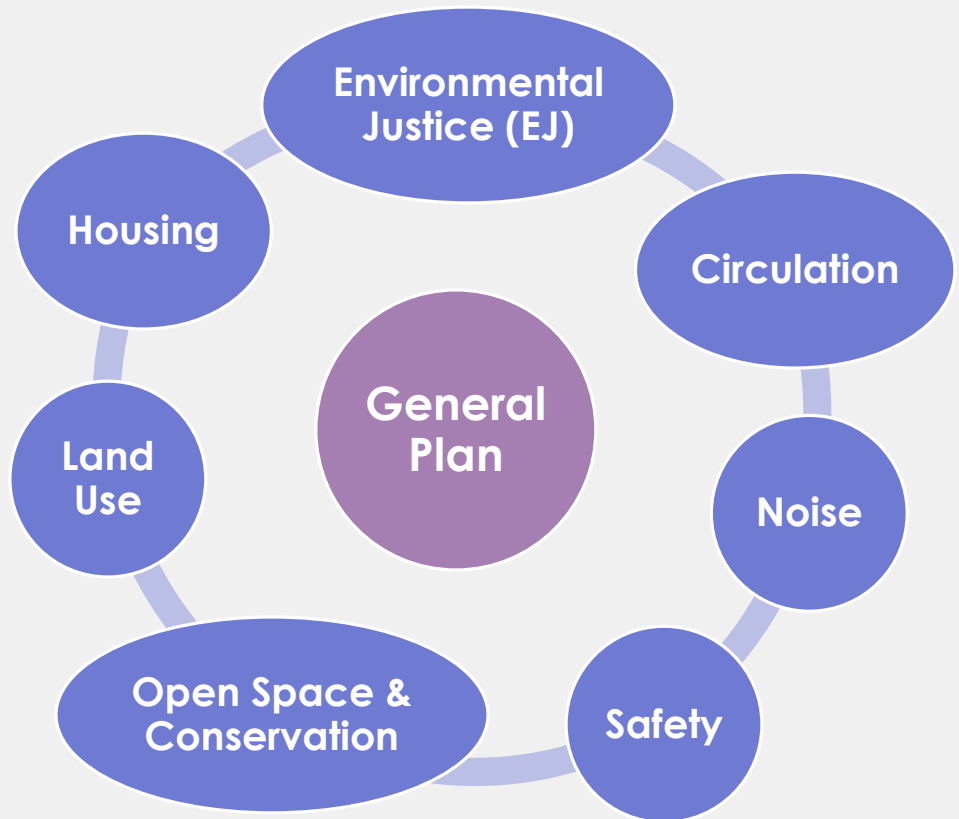 Environmental
Justice (EJ)
Housing
Circulation
General
Plan
Land
Use
Noise
Open Space &
Conservation
Safety